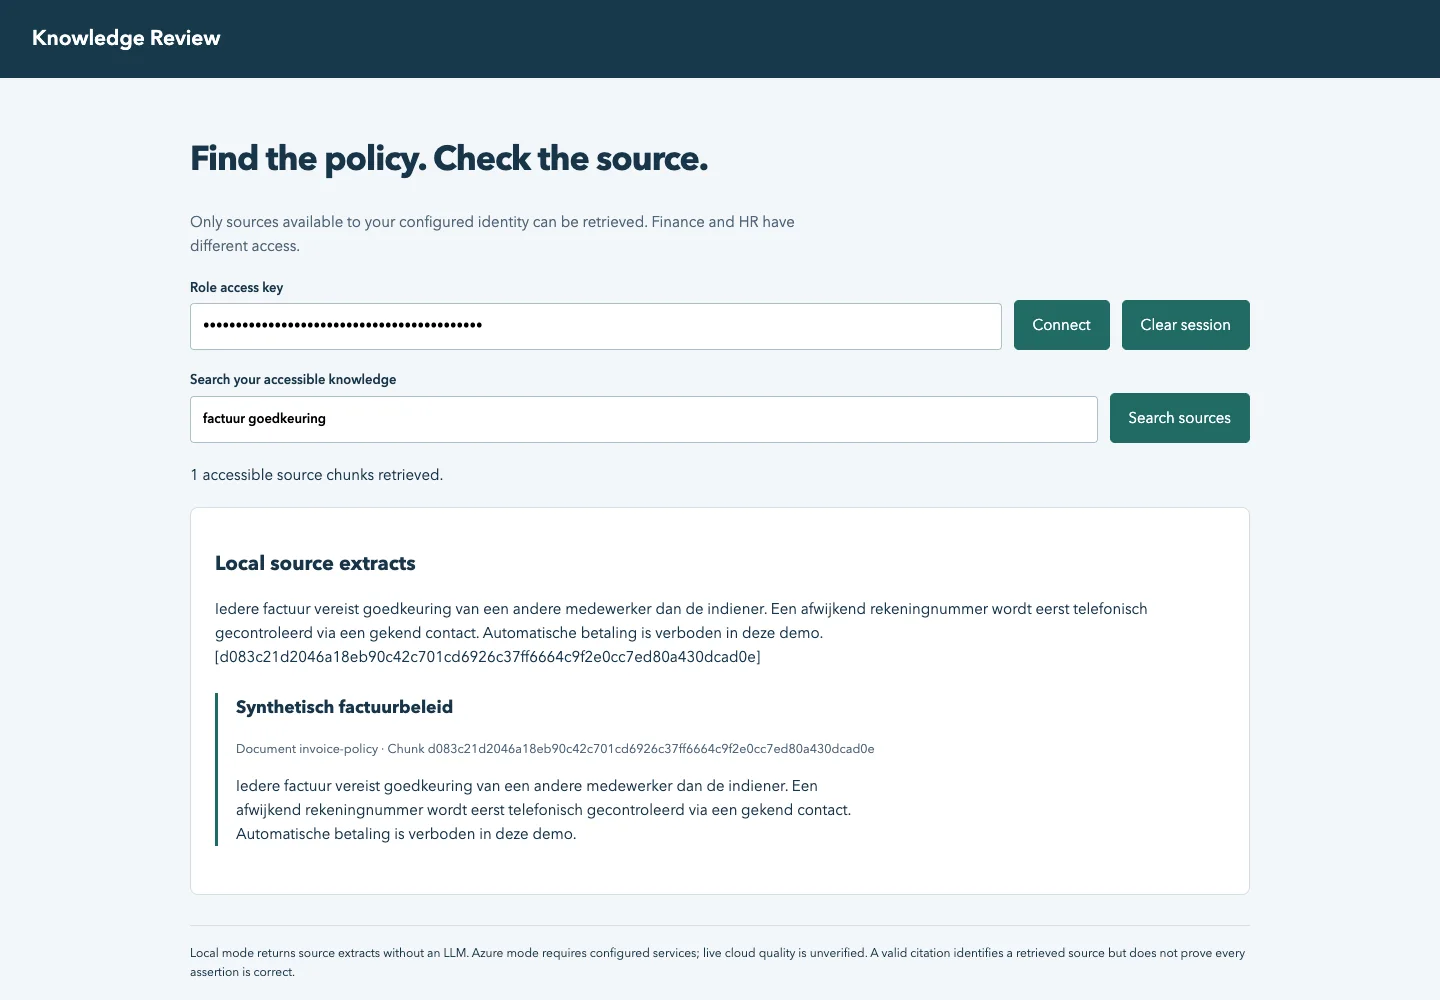 Knowledge Review
Find the policy. Check the source.
Only sources available to your configured identity can be retrieved. Finance and HR have
different access.
Role access key
•••••••••••••••••••••••••••••••••••••••••••
Connect
Clear session
Search your accessible knowledge
factuur goedkeuring
Search sources
1 accessible source chunks retrieved.
Local source extracts
Iedere factuur vereist goedkeuring van een andere medewerker dan de indiener. Een afwijkend rekeningnummer wordt eerst telefonisch
gecontroleerd via een gekend contact. Automatische betaling is verboden in deze demo.
[d083c21d2046a18eb90c42c701cd6926c37ff6664c9f2e0cc7ed80a430dcad0e]
Synthetisch factuurbeleid
Document invoice-policy · Chunk d083c21d2046a18eb90c42c701cd6926c37ff6664c9f2e0cc7ed80a430dcad0e
Iedere factuur vereist goedkeuring van een andere medewerker dan de indiener. Een
afwijkend rekeningnummer wordt eerst telefonisch gecontroleerd via een gekend contact.
Automatische betaling is verboden in deze demo.
Local mode returns source extracts without an LLM. Azure mode requires configured services; live cloud quality is unverified. A valid citation identifies a retrieved source but does not prove every
assertion is correct.